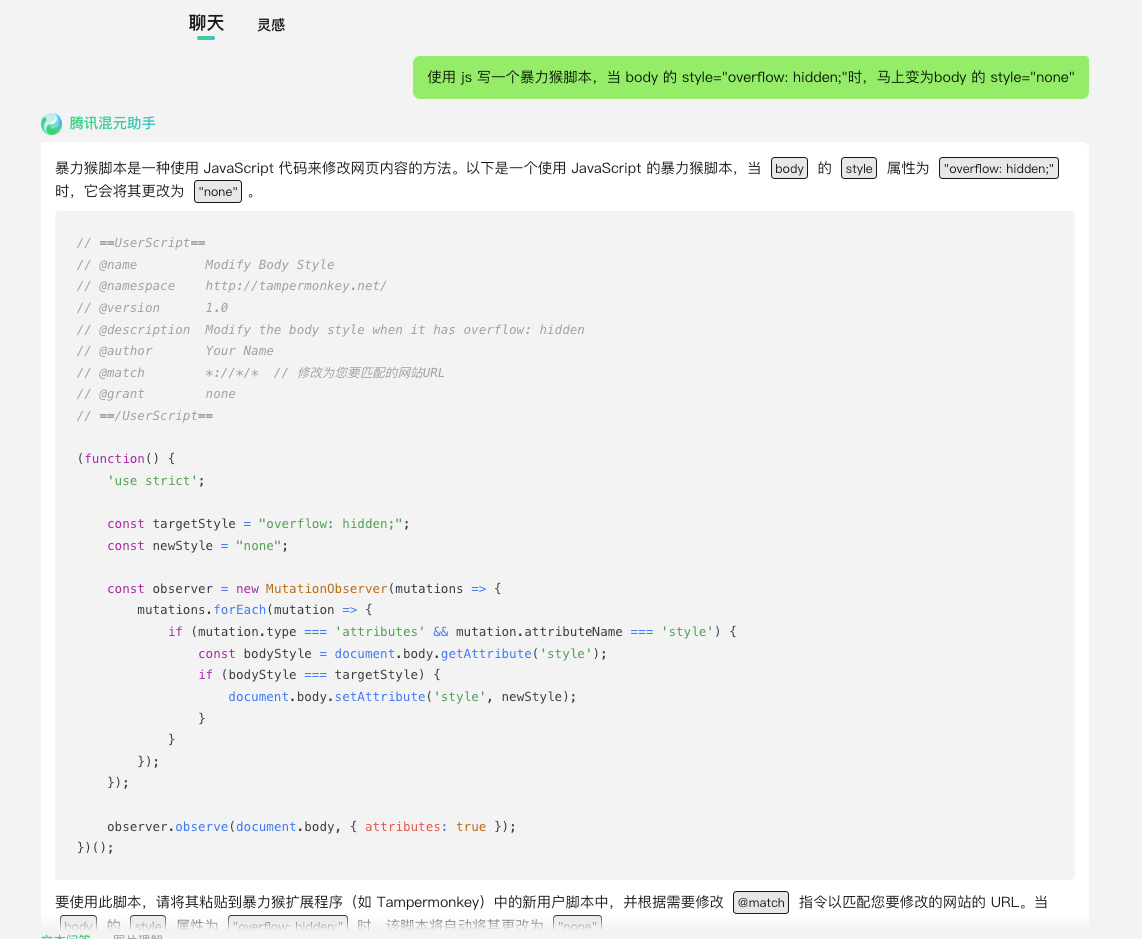 聊天 灵感
使用 js 写一个暴力猴脚本，当 body 的 style="overflow: hidden;"时，马上变为body 的 style="none"
腾讯混元助手
暴力猴脚本是一种使用 JavaScript 代码来修改网页内容的方法。以下是一个使用 JavaScript 的暴力猴脚本，当 body 的 style 属性为 "overflow: hidden;"
时，它会将其更改为 "none" 。
// ==UserScript==
// @name         Modify Body Style
// @namespace    http://tampermonkey.net/
// @version      1.0
// @description  Modify the body style when it has overflow: hidden
// @author       Your Name
// @match        *://*/*  // 修改为您要匹配的网站URL
// @grant        none
// ==/UserScript==
(function() {
    'use strict';
    const targetStyle = "overflow: hidden;";
    const newStyle = "none";
    const observer = new MutationObserver(mutations => {
        mutations.forEach(mutation => {
            if (mutation.type === 'attributes' && mutation.attributeName === 'style') {
                const bodyStyle = document.body.getAttribute('style');
                if (bodyStyle === targetStyle) {
                    document.body.setAttribute('style', newStyle);
                }
            }
        });
    });
    observer.observe(document.body, { attributes: true });
})();
要使用此脚本，请将其粘贴到暴力猴扩展程序（如 Tampermonkey）中的新用户脚本中，并根据需要修改 @match 指令以匹配您要修改的网站的 URL。当
body 的 style 属性为 "overflow: hidden;" 时，该脚本将自动将其更改为 "none" 。
文本问答 图片理解